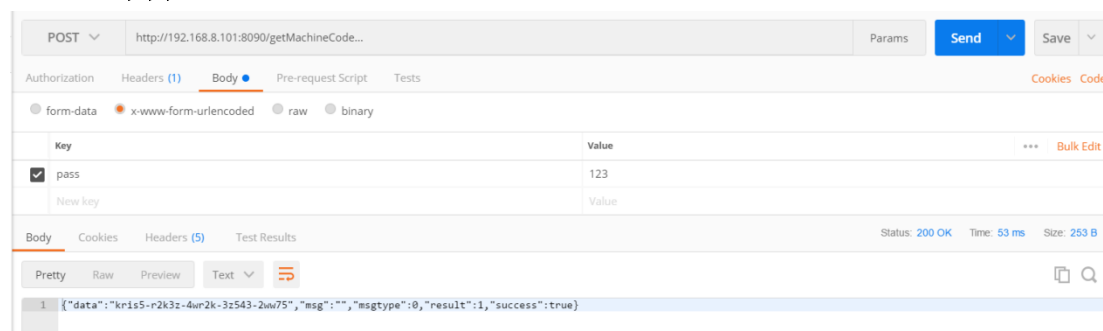 POST http://192.168.8.101:8090/getMachineCode... Params Send Save
Authorization Headers (1) Body Pre-request Script Tests Cookies Code
form-data x-www-form-urlencoded raw binary
Key Value Bulk Edit
pass 123
New key Value
Body Cookies Headers (5) Test Results Status: 200 OK Time: 53 ms Size: 253 B
Pretty Raw Preview Text
1 {"data":"kris5-r2k3z-4wr2k-3z543-2ww75","msg":"","msgtype":0,"result":1,"success":true}